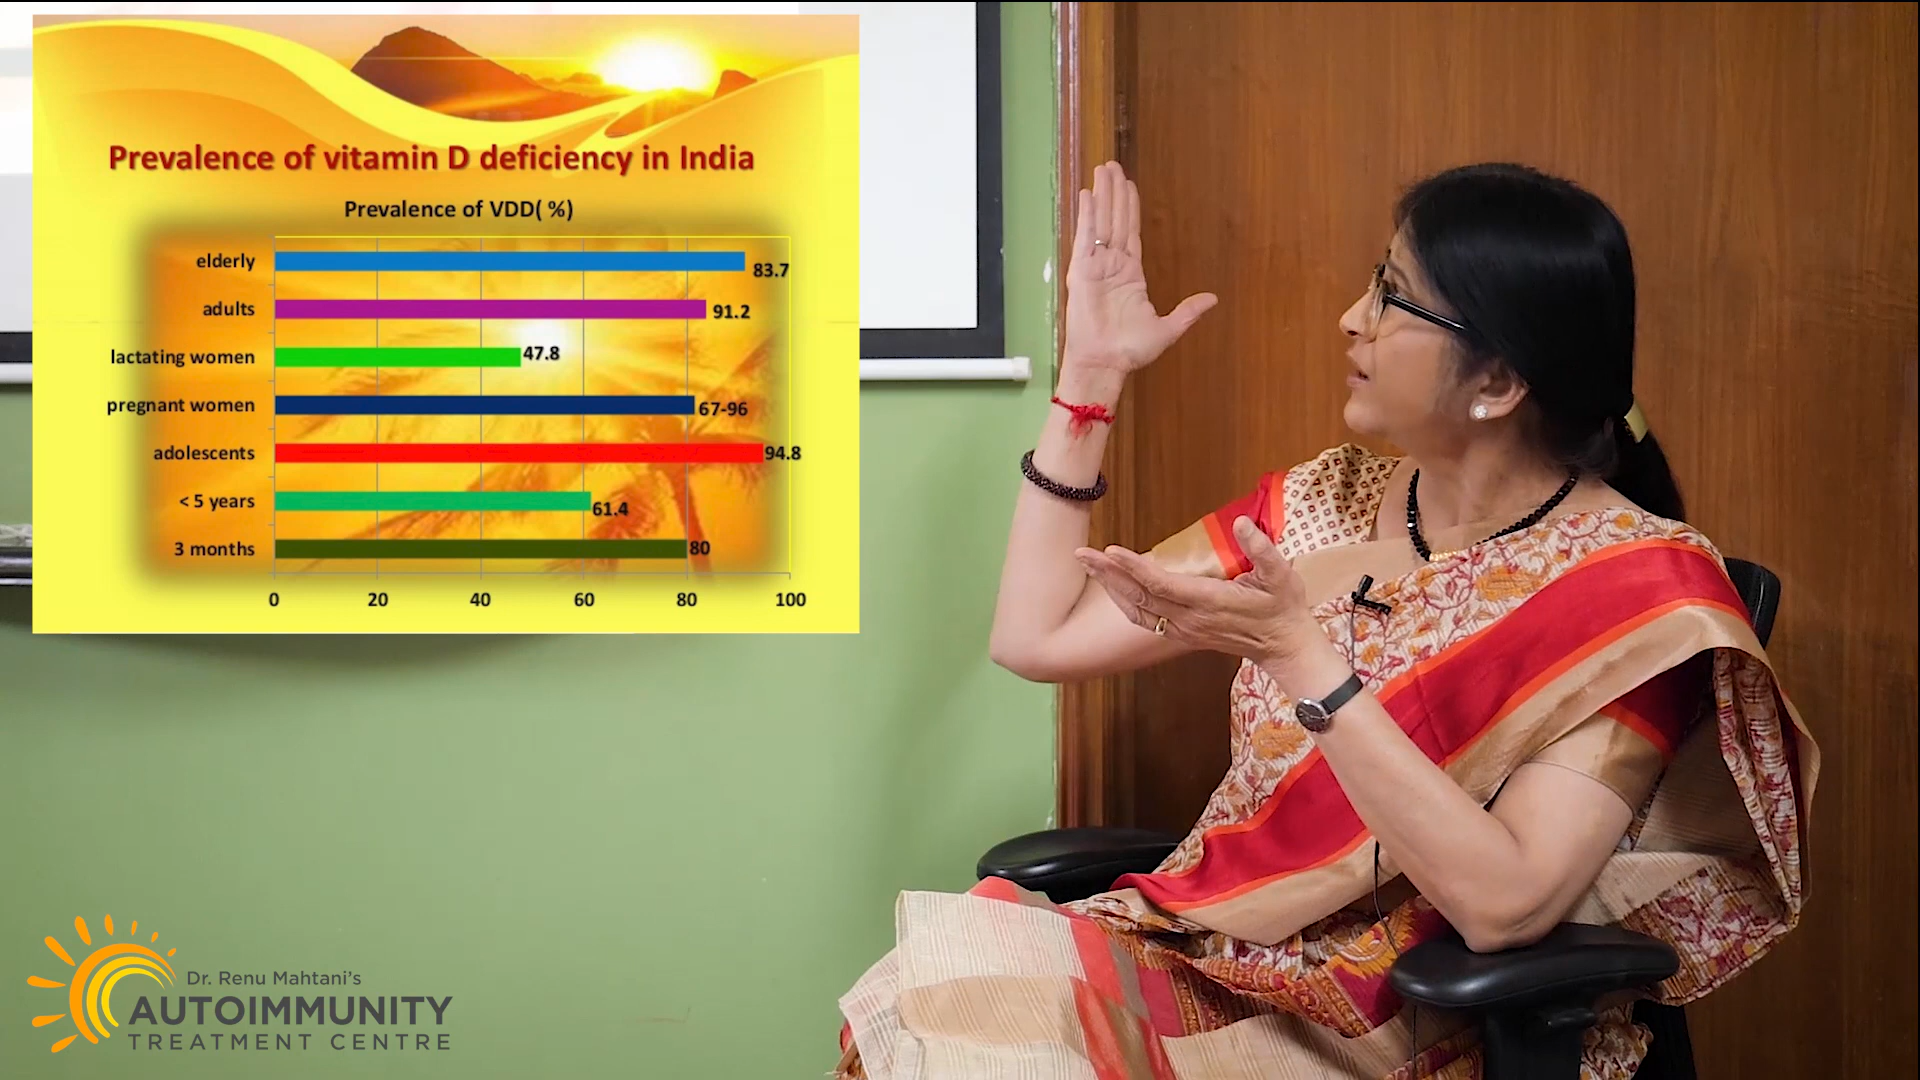 Prevalence of vitamin D deficiency in India
Prevalence of VDD( %)
elderly 83.7
adults 91.2
lactating women 47.8
pregnant women 67-96
adolescents 94.8
< 5 years 61.4
3 months 80
0 20 40 60 80 100
Dr. Renu Mahtani's
AUTOIMMUNITY
TREATMENT CENTRE